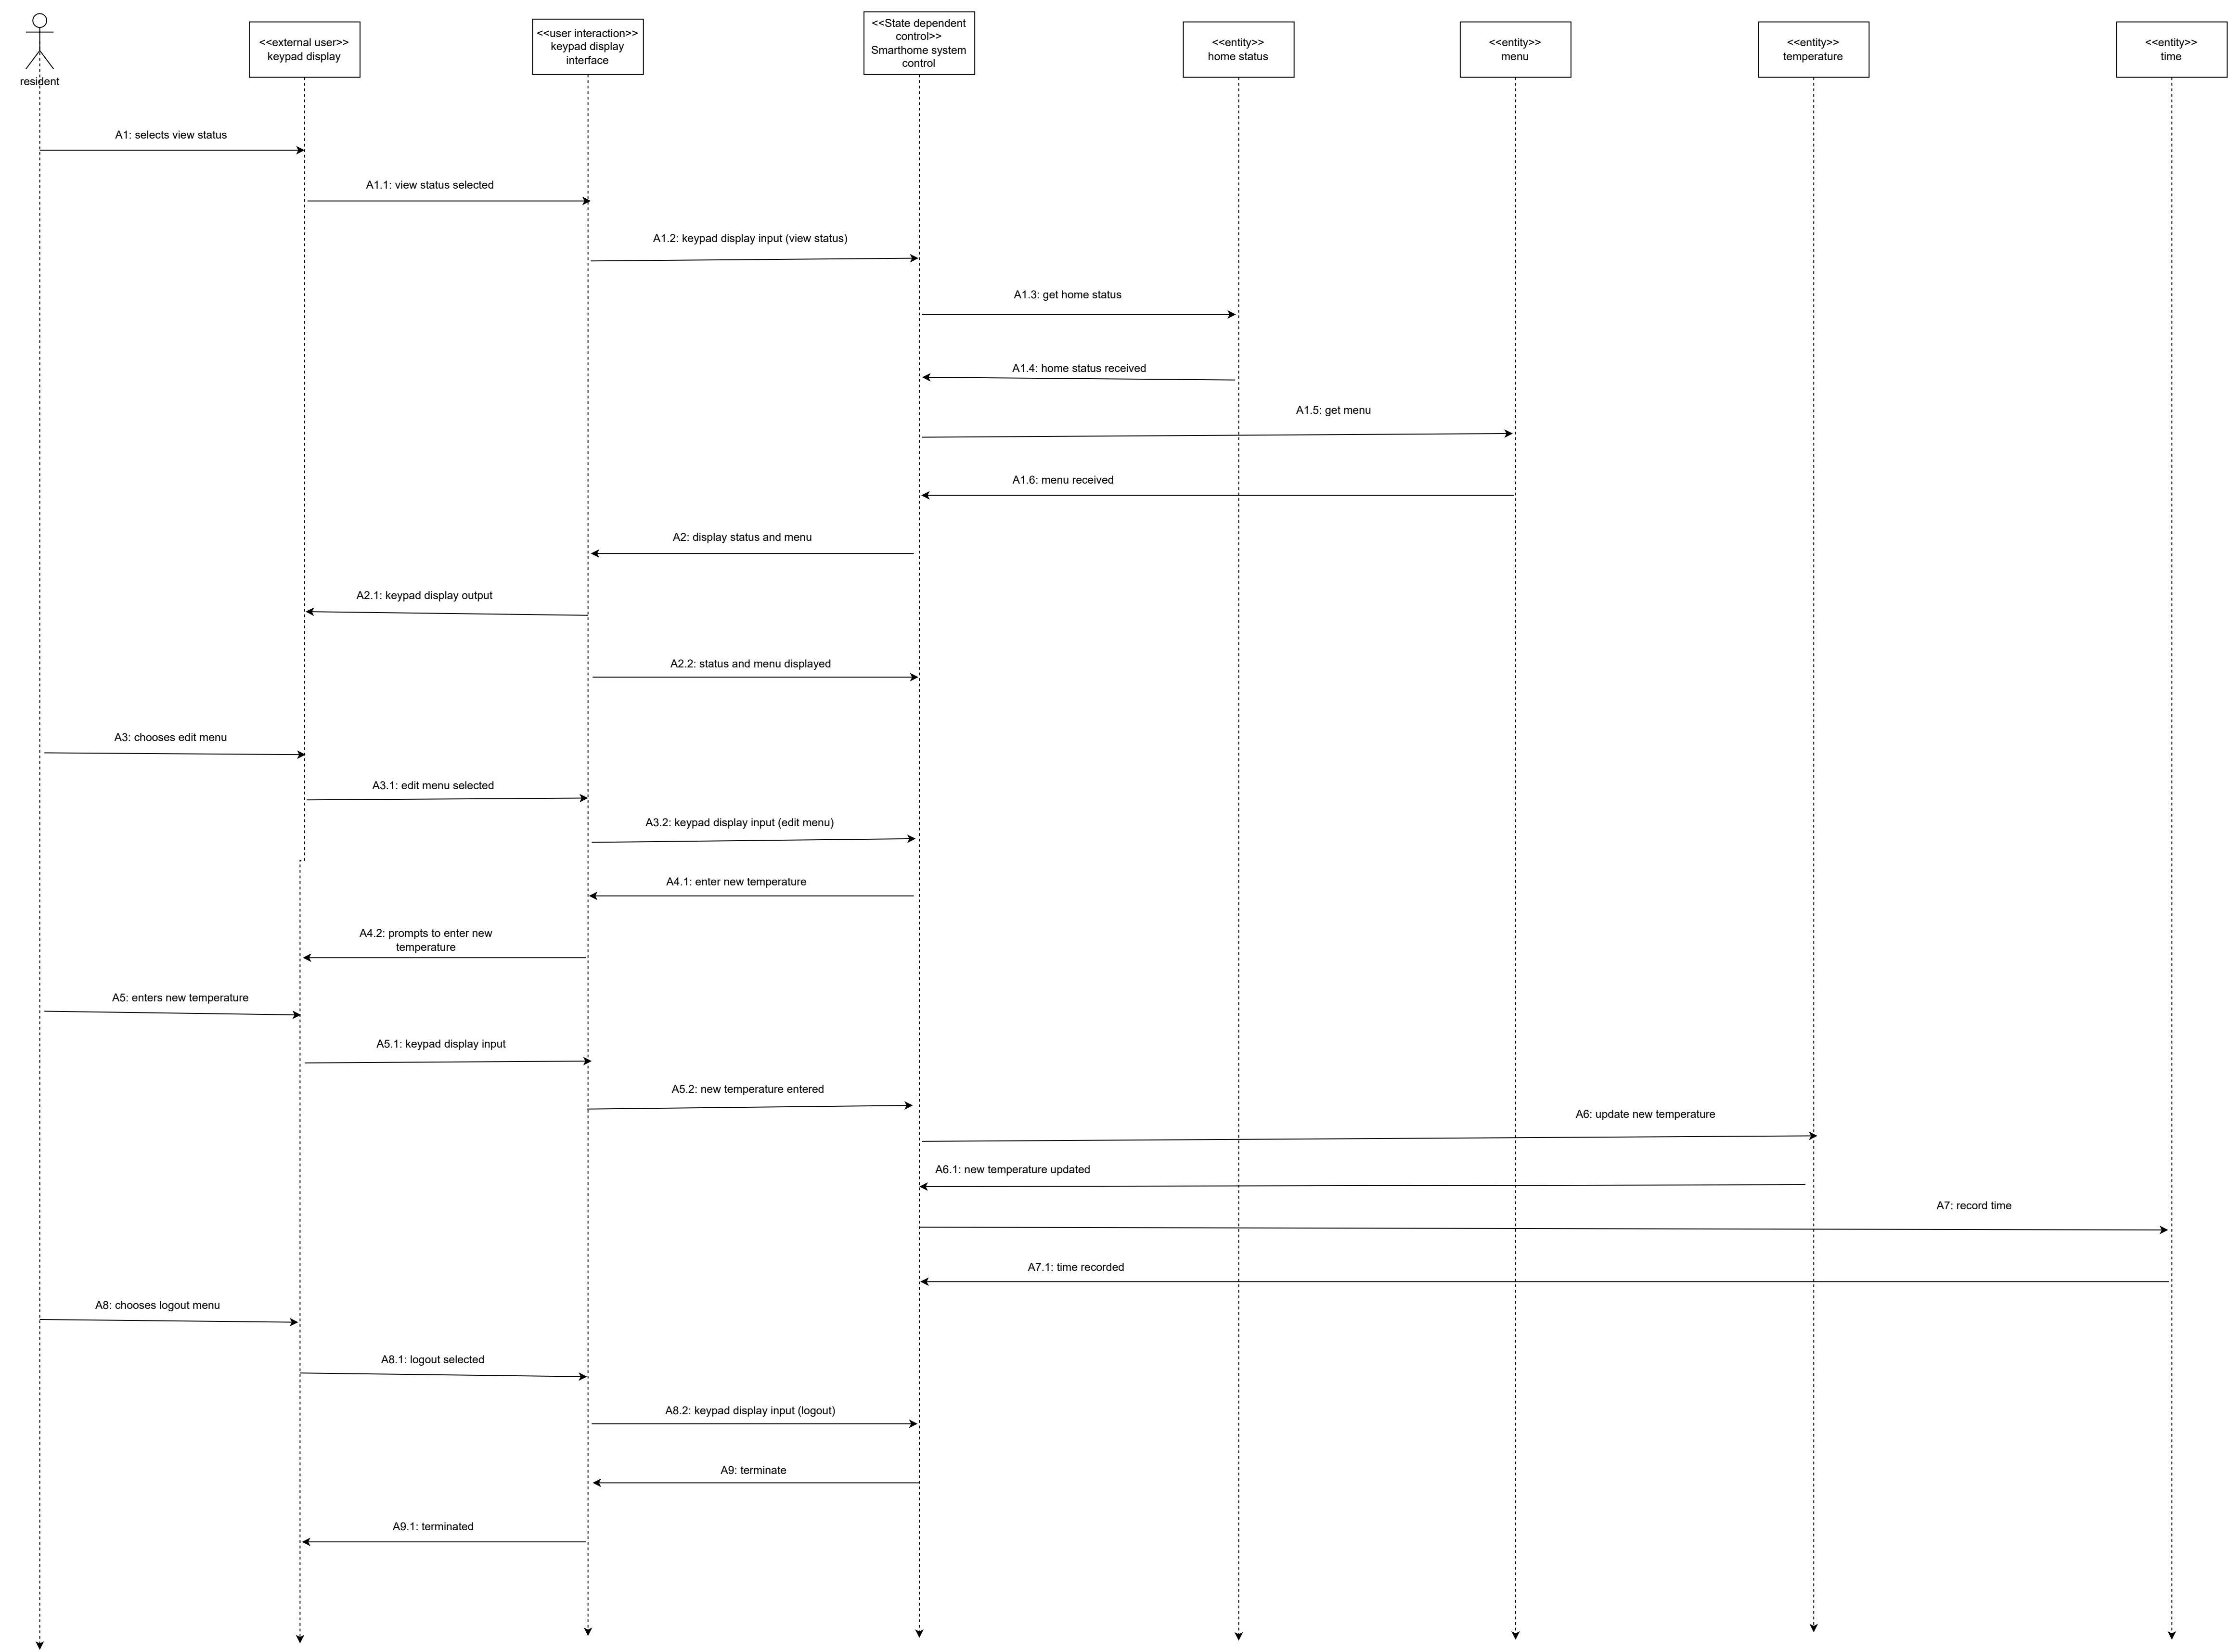 resident
<<external user>>
keypad display
<<user interaction>>
keypad display
interface
<<State dependent
control>>
Smarthome system
control
<<entity>>
home status
<<entity>>
menu
<<entity>>
temperature
<<entity>>
time
A1: selects view status
A1.1: view status selected
A1.2: keypad display input (view status)
A1.3: get home status
A1.4: home status received
A1.5: get menu
A1.6: menu received
A2: display status and menu
A2.1: keypad display output
A2.2: status and menu displayed
A3: chooses edit menu
A3.1: edit menu selected
A3.2: keypad display input (edit menu)
A4.1: enter new temperature
A4.2: prompts to enter new
temperature
A5: enters new temperature
A5.1: keypad display input
A5.2: new temperature entered
A6: update new temperature
A6.1: new temperature updated
A7: record time
A7.1: time recorded
A8: chooses logout menu
A8.1: logout selected
A8.2: keypad display input (logout)
A9: terminate
A9.1: terminated